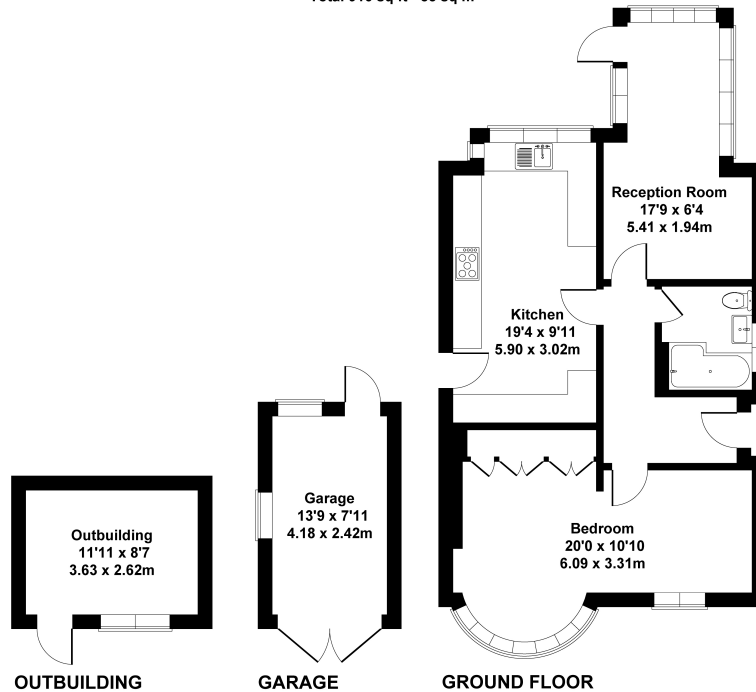 Reception Room
17'9 x 6'4
5.41 x 1.94m
Kitchen
19'4 x 9'11
5.90 x 3.02m
Garage
13'9 x 7'11
4.18 x 2.42m
Outbuilding
11'11 x 8'7
3.63 x 2.62m
Bedroom
20'0 x 10'10
6.09 x 3.31m
OUTBUILDING
GARAGE
GROUND FLOOR